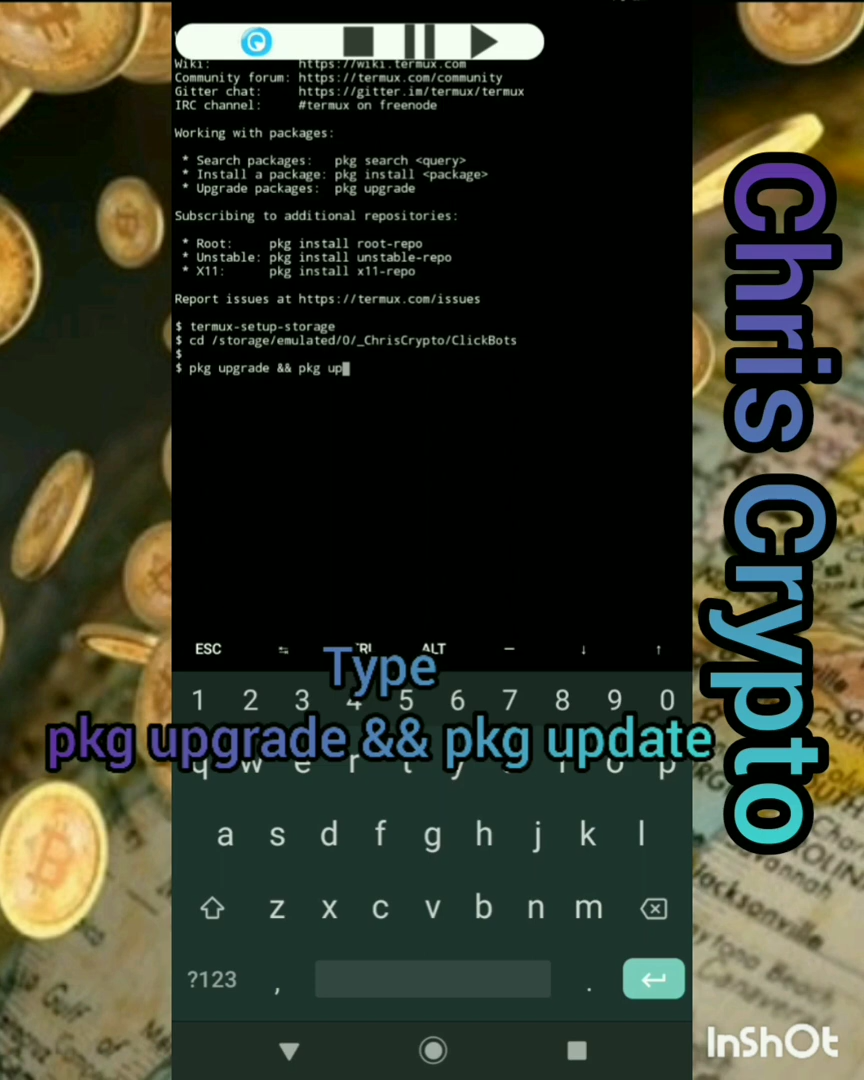 Wiki: https://wiki.termux.com
Community forum: https://termux.com/community
Gitter chat: https://gitter.im/termux/termux
IRC channel: #termux on freenode
Working with packages:
* Search packages: pkg search <query>
* Install a package: pkg install <package>
* Upgrade packages: pkg upgrade
Subscribing to additional repositories:
* Root: pkg install root-repo
* Unstable: pkg install unstable-repo
* X11: pkg install x11-repo
Report issues at https://termux.com/issues
$ termux-setup-storage
$ cd /storage/emulated/0/_ChrisCrypto/ClickBots
$
$ pkg upgrade && pkg up
Chris Crypto
ESC ALT
Type
1 2 3 4 5 6 7 8 9 0
pkg upgrade && pkg update
q w e r t y i o p
a s d f g h j k l
z x c v b n m
?123 , .
Jacksonville
Daytona Beach
InShOt